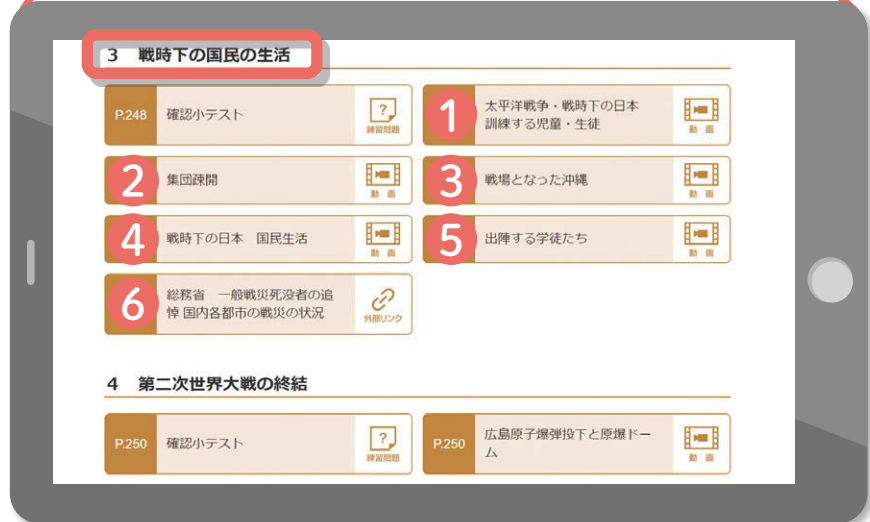 3 戦時下の国民の生活
P.248 確認小テスト
?
練習問題
1
太平洋戦争・戦時下の日本
訓練する児童・生徒
動画
2
集団疎開
動画
3
戦場となった沖縄
動画
4
戦時下の日本 国民生活
動画
5
出陣する学徒たち
動画
6
総務省 一般戦災死没者の追
悼 国内各都市の戦災の状況
外部リンク
4 第二次世界大戦の終結
P.250 確認小テスト
?
練習問題
P.250
広島原子爆弾投下と原爆ドー
ム
動画